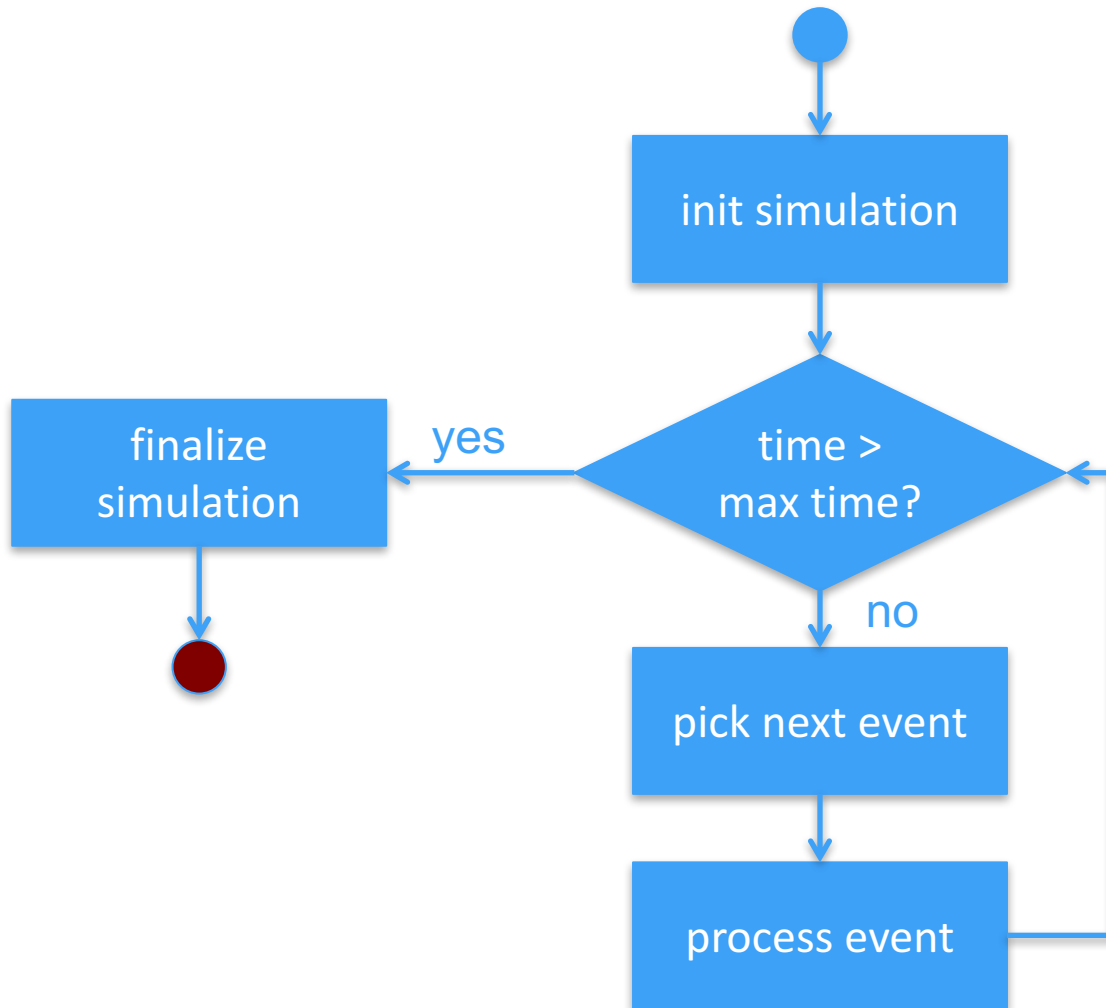 init simulation
finalize
simulation
yes
time >
max time?
no
pick next event
process event